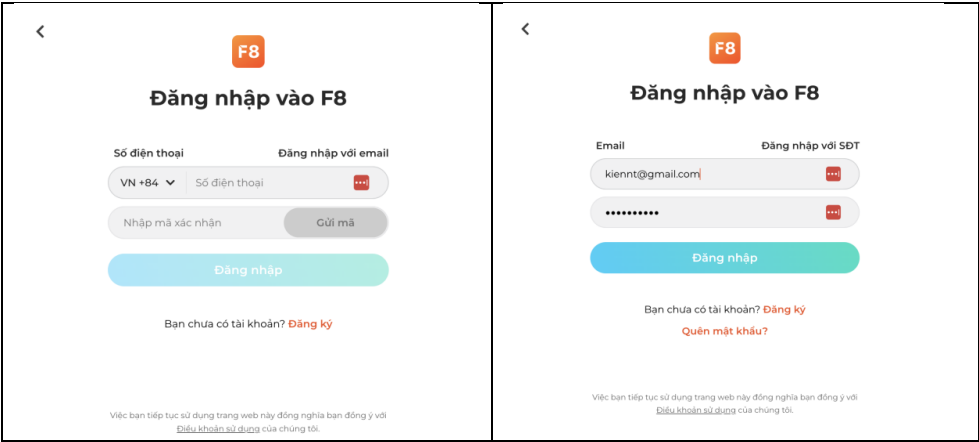 F8
Đăng nhập vào F8
Số điện thoại Đăng nhập với email
VN +84 Số điện thoại
Nhập mã xác nhận Gửi mã
Đăng nhập
Bạn chưa có tài khoản? Đăng ký
Việc bạn tiếp tục sử dụng trang web này đồng nghĩa bạn đồng ý với
Điều khoản sử dụng của chúng tôi.
F8
Đăng nhập vào F8
Email Đăng nhập với SĐT
kiennt@gmail.com
••••••••••
Đăng nhập
Bạn chưa có tài khoản? Đăng ký
Quên mật khẩu?
Việc bạn tiếp tục sử dụng trang web này đồng nghĩa bạn đồng ý với
Điều khoản sử dụng của chúng tôi.